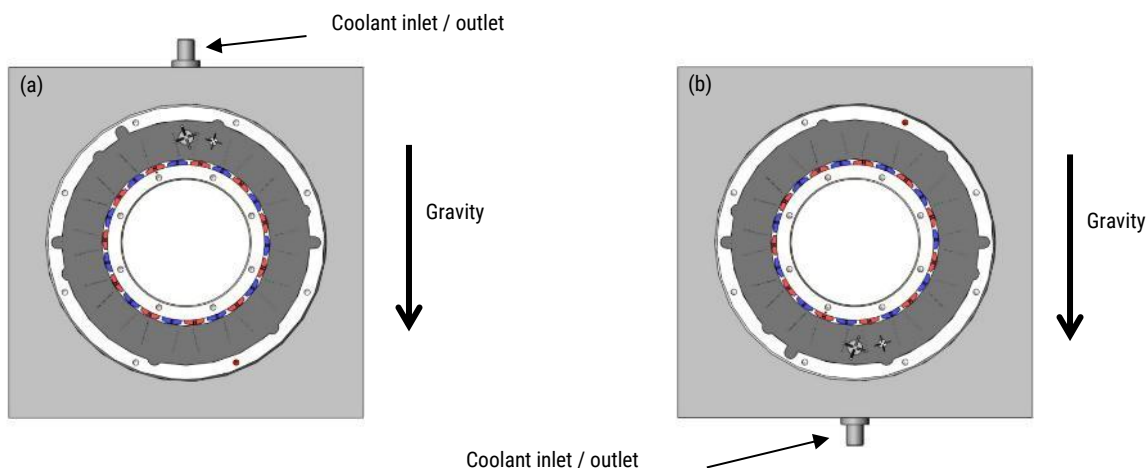 Coolant inlet / outlet
(a)
Gravity
(b)
Gravity
Coolant inlet / outlet